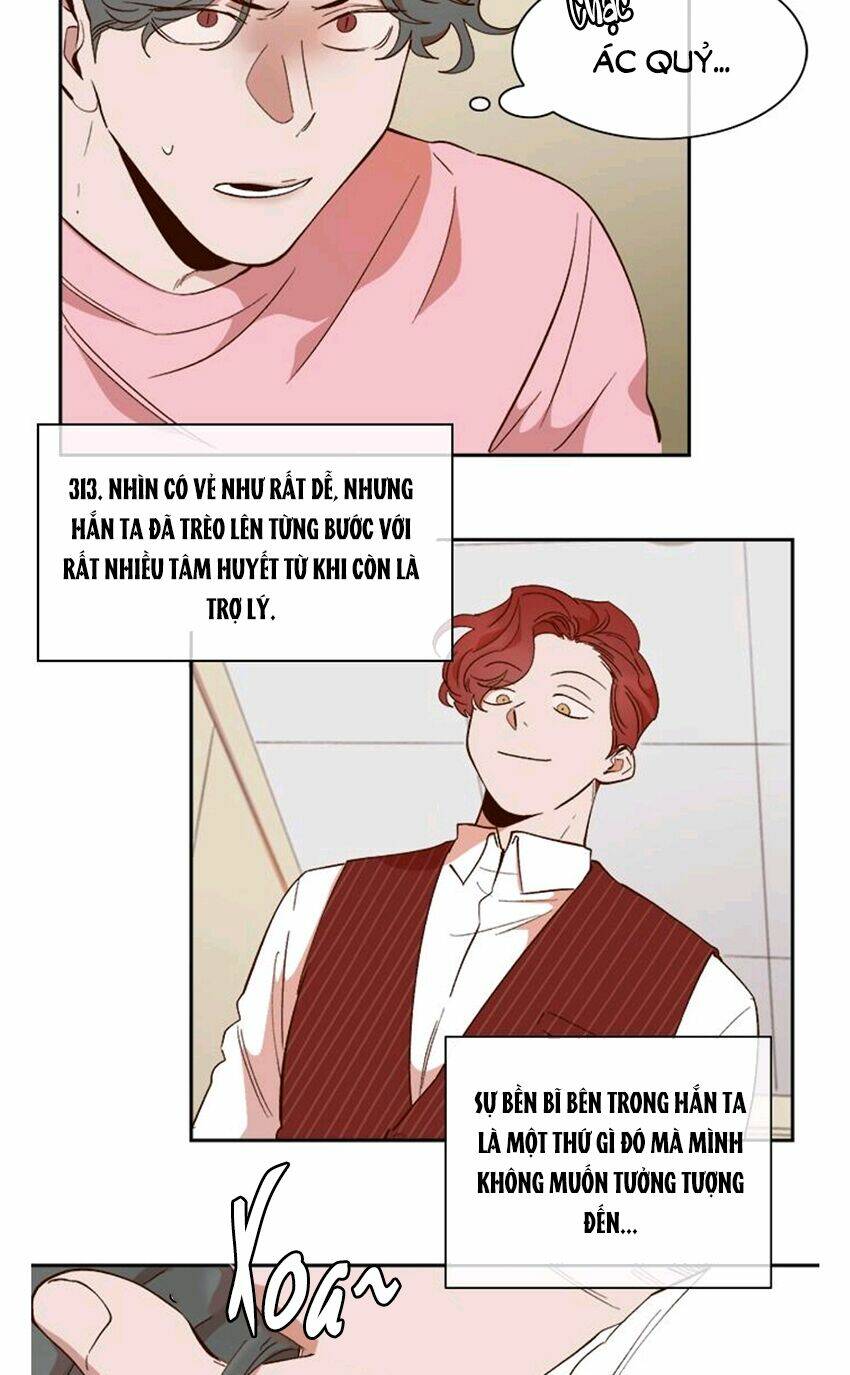 ÁC QUỶ...
313. NHÌN CÓ VẺ NHƯ RẤT DỄ, NHƯNG
HẮN TA ĐÃ TRÈO LÊN TỪNG BƯỚC VỚI
RẤT NHIỀU TÂM HUYẾT TỪ KHI CÒN LÀ
TRỢ LÝ.
SỰ BỀN BỈ BÊN TRONG HẮN TA
LÀ MỘT THỨ GÌ ĐÓ MÀ MÌNH
KHÔNG MUỐN TƯỞNG TƯỢNG
ĐẾN...
Xoa~